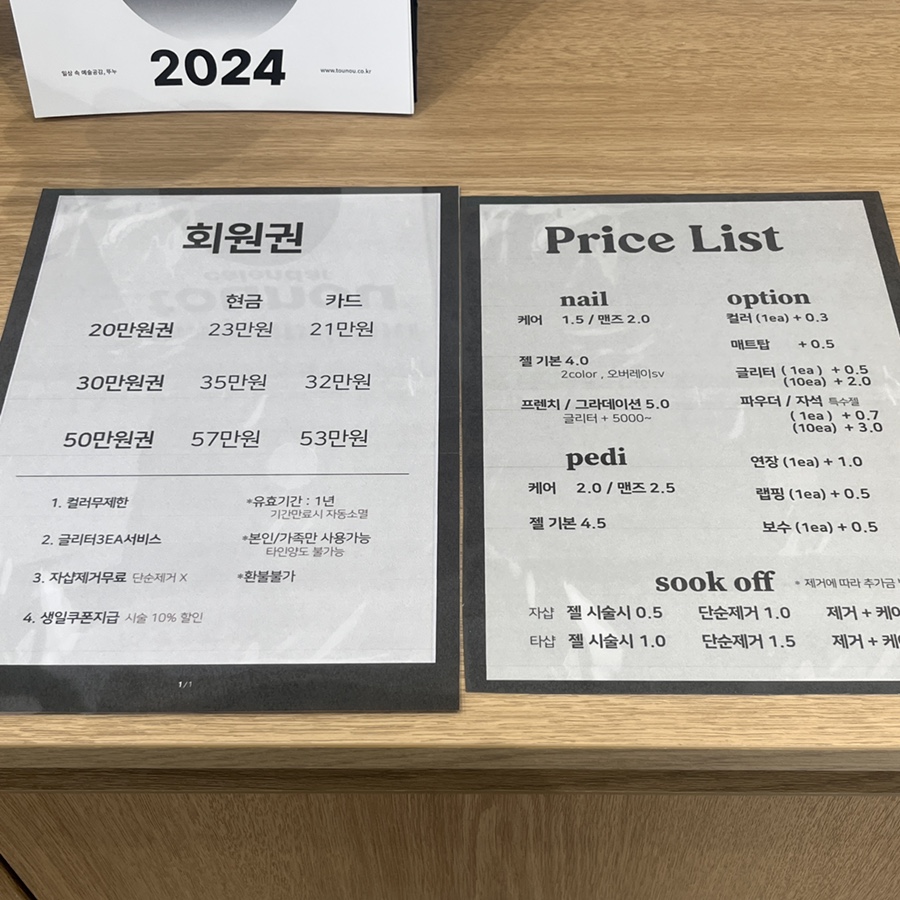 일상 속 예술공감, 뚜누
2024
www.tounou.co.kr
회원권
현금 카드
20만원권 23만원 21만원
30만원권 35만원 32만원
50만원권 57만원 53만원
1. 컬러무제한
2. 글리터3EA서비스
3. 자샵제거무료 단순제거 X
4. 생일쿠폰지급 시술 10% 할인
*유효기간 : 1년
기간만료시 자동소멸
*본인/가족만 사용가능
타인양도 불가능
*환불불가
1/1
Price List
nail
케어 1.5 / 맨즈 2.0
젤 기본 4.0
2color , 오버레이sv
프렌치 / 그라데이션 5.0
글리터 + 5000~
pedi
케어 2.0 / 맨즈 2.5
젤 기본 4.5
option
컬러 (1ea) + 0.3
매트탑 + 0.5
글리터 ( 1ea ) + 0.5
(10ea) + 2.0
파우더 / 자석 특수젤
( 1ea ) + 0.7
(10ea) + 3.0
연장 (1ea) + 1.0
랩핑 (1ea) + 0.5
보수 (1ea) + 0.5
sook off * 제거에 따라 추가금
자샵 젤 시술시 0.5 단순제거 1.0 제거 + 케어
타샵 젤 시술시 1.0 단순제거 1.5 제거 + 케어